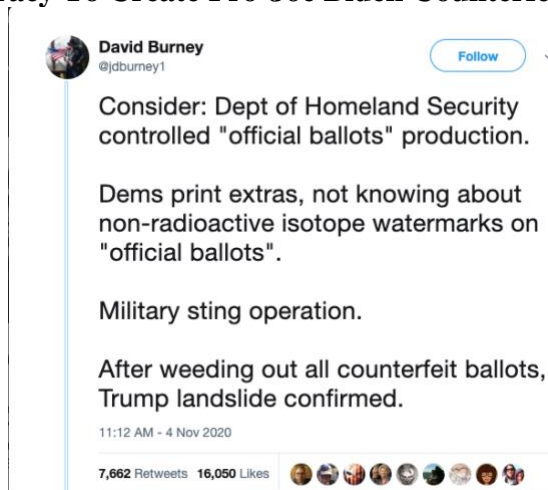 To Create
David Burney
@jdburney1
Follow
Consider: Dept of Homeland Security
controlled "official ballots" production.
Dems print extras, not knowing about
non-radioactive isotope watermarks on
"official ballots".
Military sting operation.
After weeding out all counterfeit ballots,
Trump landslide confirmed.
11:12 AM - 4 Nov 2020
7,662 Retweets 16,050 Likes